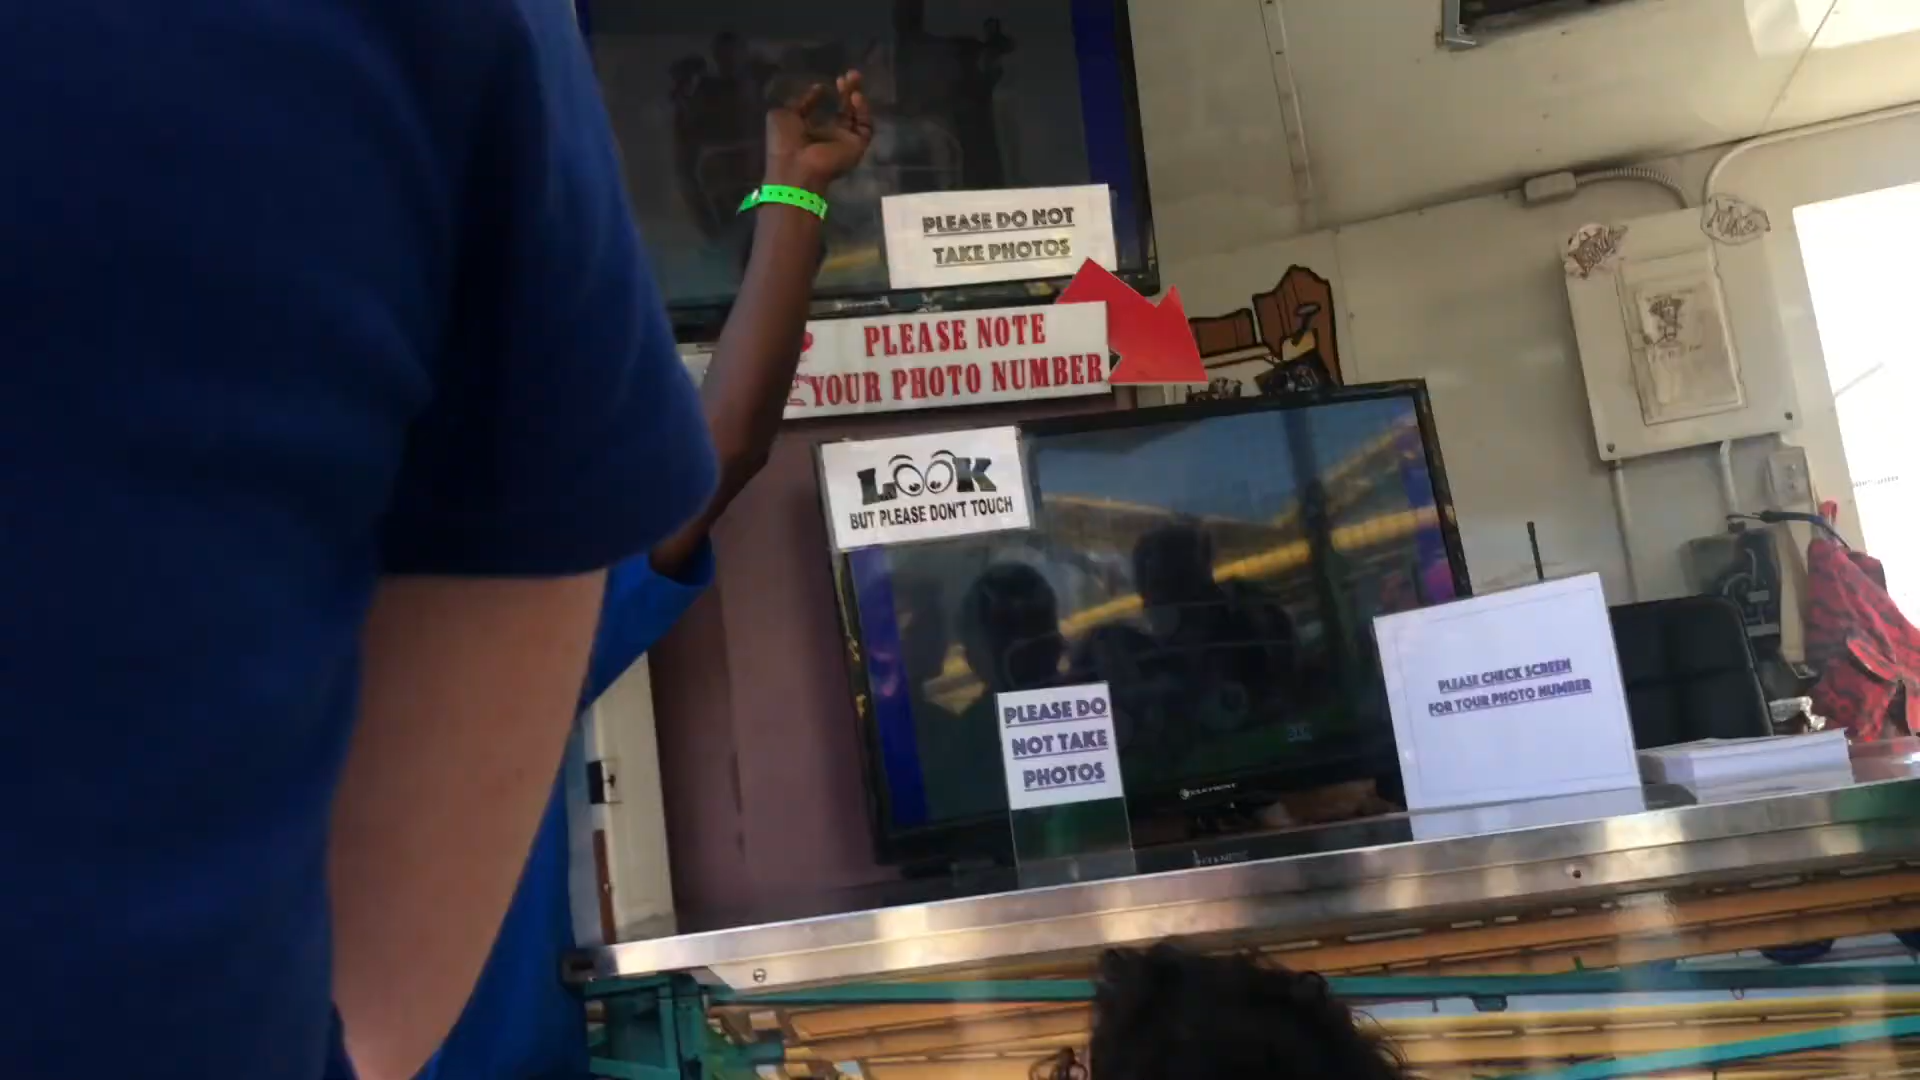 PLEASE DO NOT
TAKE PHOTOS
PLEASE NOTE
YOUR PHOTO NUMBER
LOOK
BUT PLEASE DON'T TOUCH
PLEASE DO
NOT TAKE
PHOTOS
PLEASE CHECK SCREEN
FOR YOUR PHOTO NUMBER